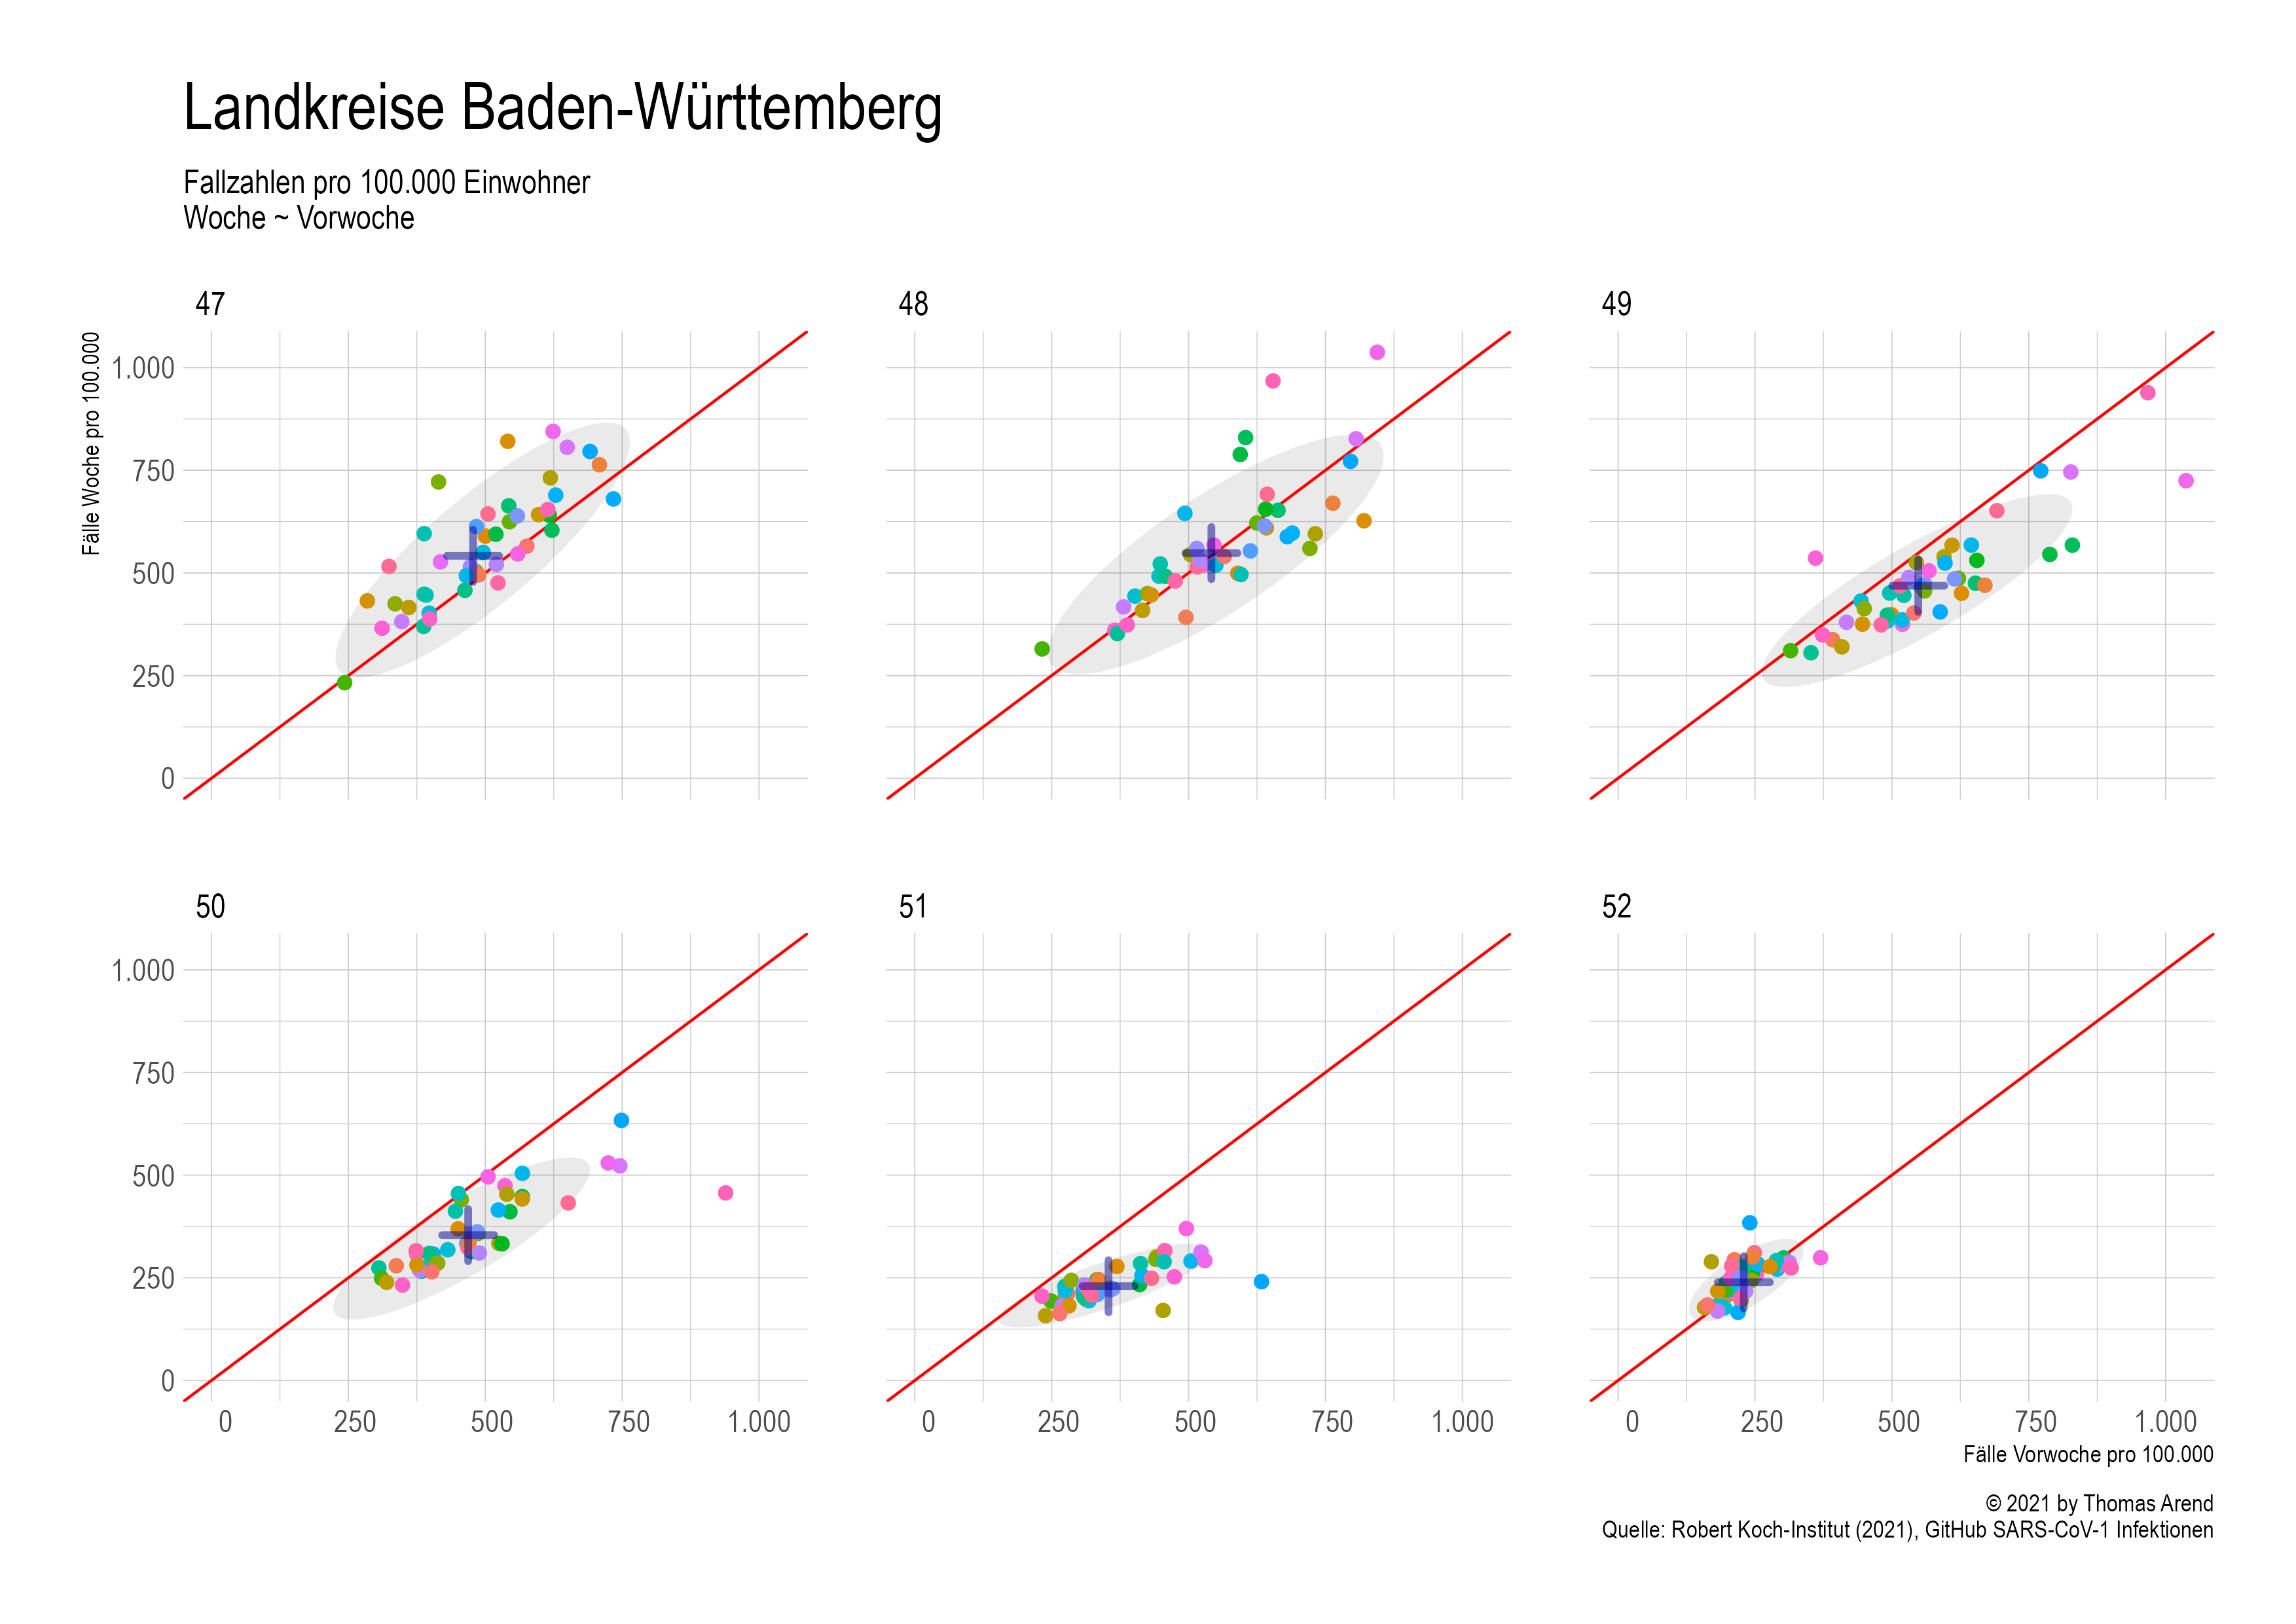 Landkreise Baden-Württemberg
Fallzahlen pro 100.000 Einwohner
Woche ~ Vorwoche
47
48
49
Fälle Woche pro 100.000
1.000
750
500
250
0
50
51
52
1.000
750
500
250
0
0 250 500 750 1.000
0 250 500 750 1.000
0 250 500 750 1.000
Fälle Vorwoche pro 100.000
© 2021 by Thomas Arend
Quelle: Robert Koch-Institut (2021), GitHub SARS-CoV-1 Infektionen